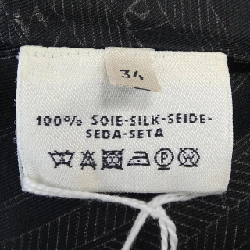 34
100% SOIE-SILK-SEIDE-
SEDA-SETA
P W